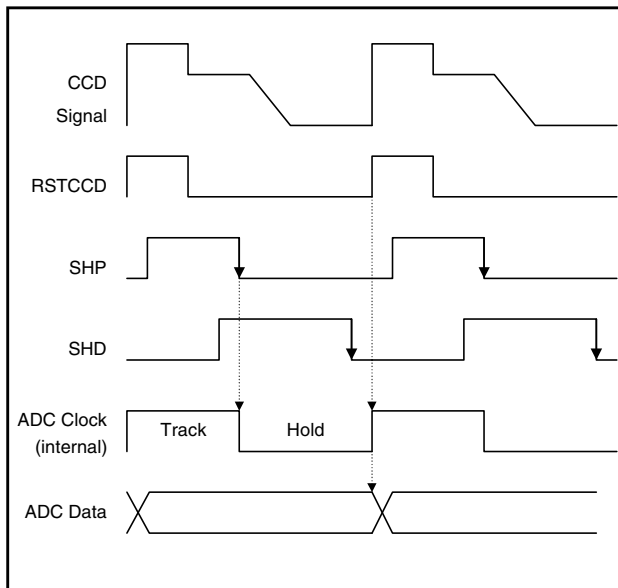 CCD
Signal
RSTCCD
SHP
SHD
ADC Clock
(internal)
Track
Hold
ADC Data